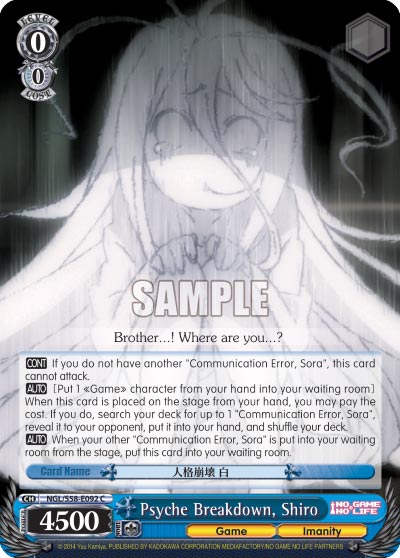 LEVEL
0
0
COST
SAMPLE
Brother...! Where are you...?
CONT If you do not have another "Communication Error, Sora", this card
cannot attack.
AUTO [Put 1 «Game» character from your hand into your waiting room]
When this card is placed on the stage from your hand, you may pay the
cost. If you do, search your deck for up to 1 "Communication Error, Sora",
reveal it to your opponent, put it into your hand, and shuffle your deck.
AUTO When your other "Communication Error, Sora" is put into your waiting
room from the stage, put this card into your waiting room.
Card Name
人格崩壊 白
CH
NGL/S58-E092 C
POWER
4500
SOUL
Psyche Breakdown, Shiro
NO GAME
NO LIFE
Game
Imanity
© 2014 Yuu Kamiya, PUBLISHED BY KADOKAWA CORPORATION MEDIAFACTORY/NO GAME NO LIFE PARTNERS